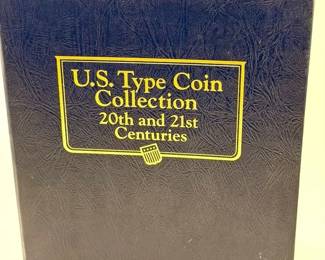 U.S. Type Coin
Collection
20th and 21st
Centuries